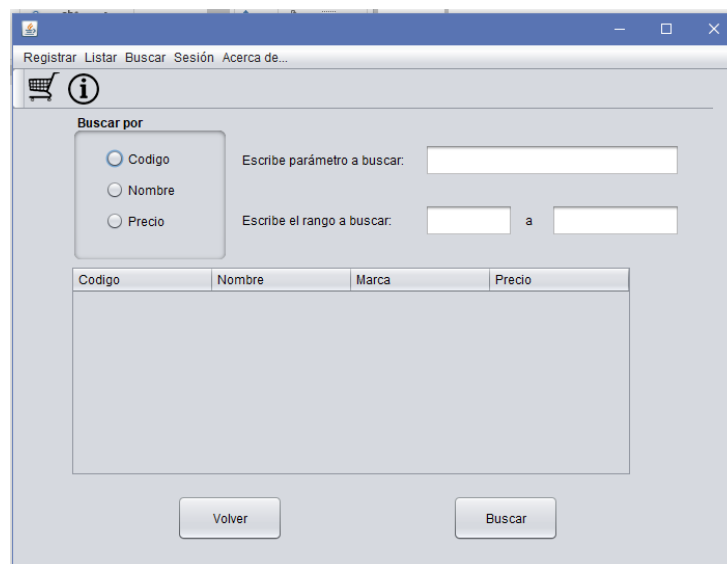 Registrar Listar Buscar Sesión Acerca de...
Buscar por
Codigo
Escribe parámetro a buscar:
Nombre
Precio
Escribe el rango a buscar:
a
Codigo Nombre Marca Precio
Volver
Buscar